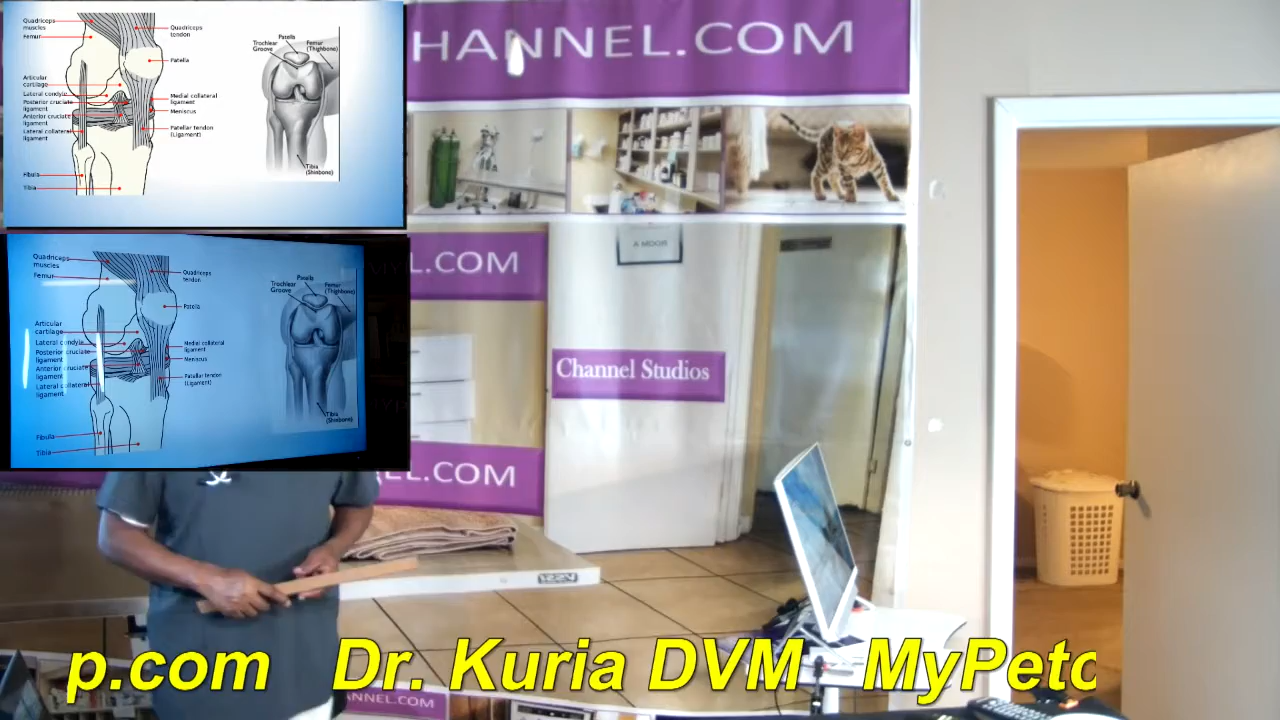 Quadriceps
muscles
Femur
Articular
cartilage
Lateral condyle
Posterior cruciate
ligament
Anterior cruciate
ligament
Lateral collateral
ligament
Fibula
Tibia
Quadriceps
tendon
Patella
Medial collateral
ligament
Meniscus
Patellar tendon
(Ligament)
Patella
Trochlear
Groove
Femur
(Thighbone)
Tibia
(Shinbone)
HANNEL.COM
Quadriceps
muscles
Femur
Articular
cartilage
Lateral condyle
Posterior cruciate
ligament
Anterior cruciate
ligament
Lateral collateral
ligament
Fibula
Tibia
Quadriceps
tendon
Patella
Medial collateral
ligament
Meniscus
Patellar tendon
(Ligament)
Patella
Trochlear
Groove
Femur
(Thighbone)
Tibia
(Shinbone)
L.COM
A MDOR
Channel Studios
EL.COM
p.com Dr. Kuria DVM MyPetc
ANNEL.COM